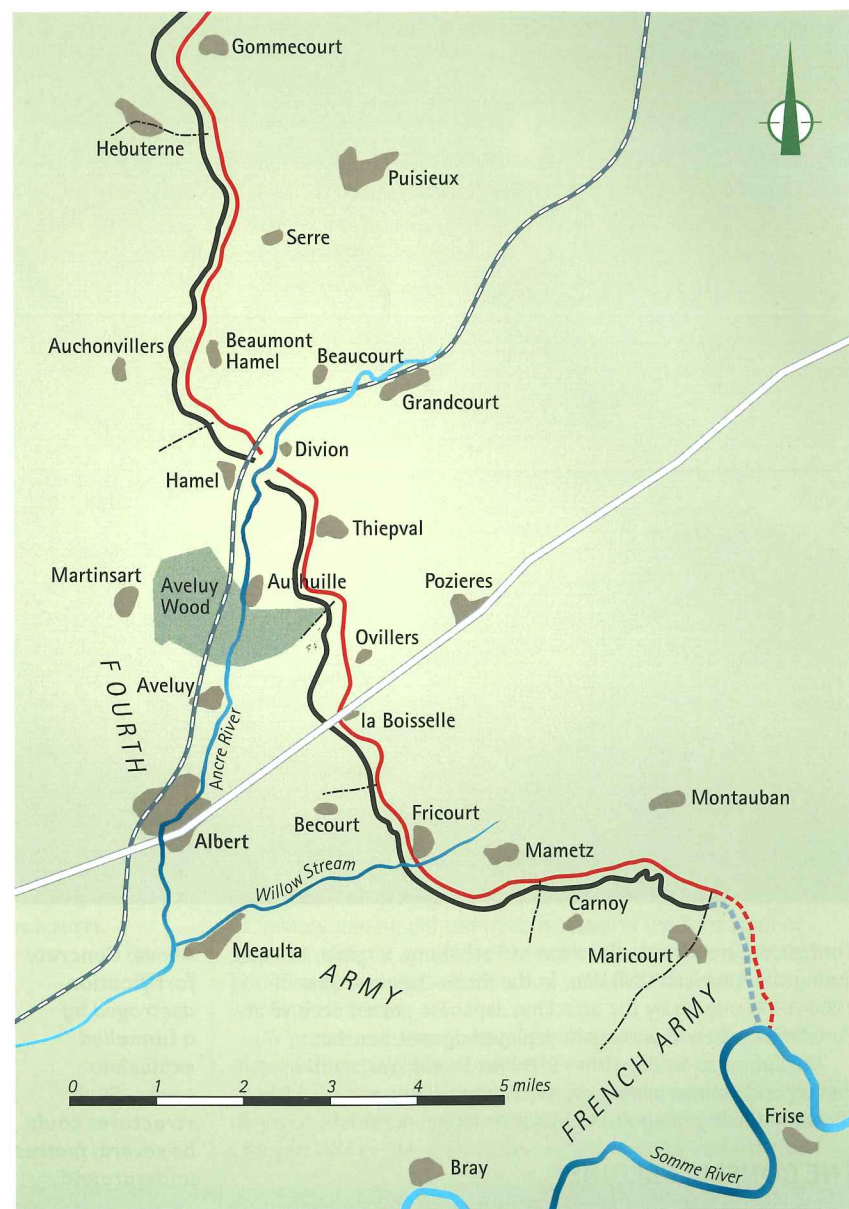 Gommecourt
Hebuterne
Puisieux
Serre
Auchonvillers
Beaumont
Hamel
Beaucourt
Grandcourt
Divion
Hamel
Thiepval
Martinsart
Aveluy
Wood
Authuille
Pozieres
Ovillers
FOURTH
Aveluy
la Boisselle
Ancre River
Montauban
Becourt
Fricourt
Albert
Mametz
Willow Stream
Carnoy
Maricourt
Meaulta
ARMY
FRENCH ARMY
0 1 2 3 4 5 miles
Frise
Somme River
Bray